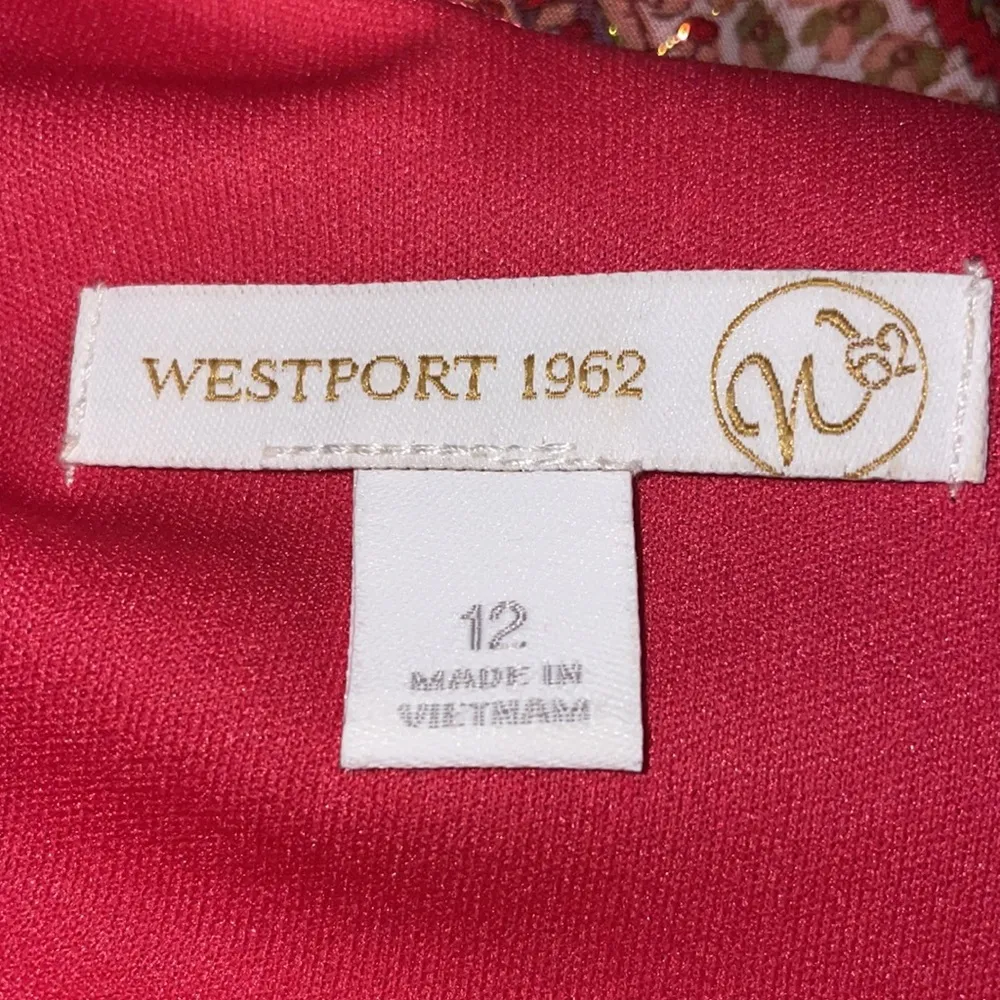 WESTPORT 1962
W62
12
MADE IN
VIETNAM